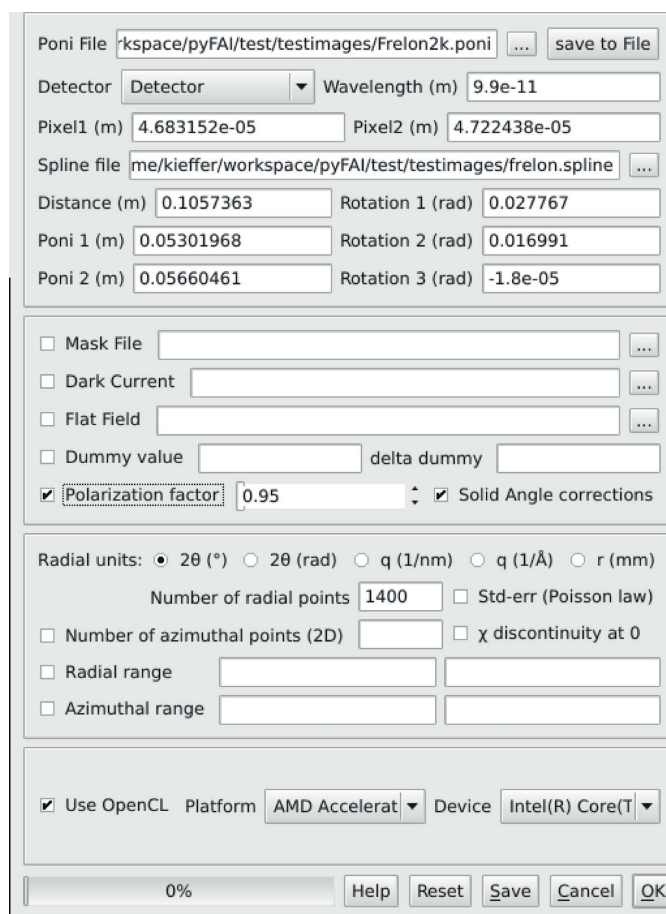 Poni File rkspace/pyFAI/test/testimages/Frelon2k.poni ... save to File
Detector Detector Wavelength (m) 9.9e-11
Pixel1 (m) 4.683152e-05 Pixel2 (m) 4.722438e-05
Spline file me/kieffer/workspace/pyFAI/test/testimages/frelon.spline ...
Distance (m) 0.1057363 Rotation 1 (rad) 0.027767
Poni 1 (m) 0.05301968 Rotation 2 (rad) 0.016991
Poni 2 (m) 0.05660461 Rotation 3 (rad) -1.8e-05
Mask File ...
Dark Current ...
Flat Field ...
Dummy value delta dummy
Polarization factor 0.95 Solid Angle corrections
Radial units: 2θ (°) 2θ (rad) q (1/nm) q (1/Å) r (mm)
Number of radial points 1400 Std-err (Poisson law)
Number of azimuthal points (2D) χ discontinuity at 0
Radial range
Azimuthal range
Use OpenCL Platform AMD Accelerat Device Intel(R) Core(T
0% Help Reset Save Cancel OK